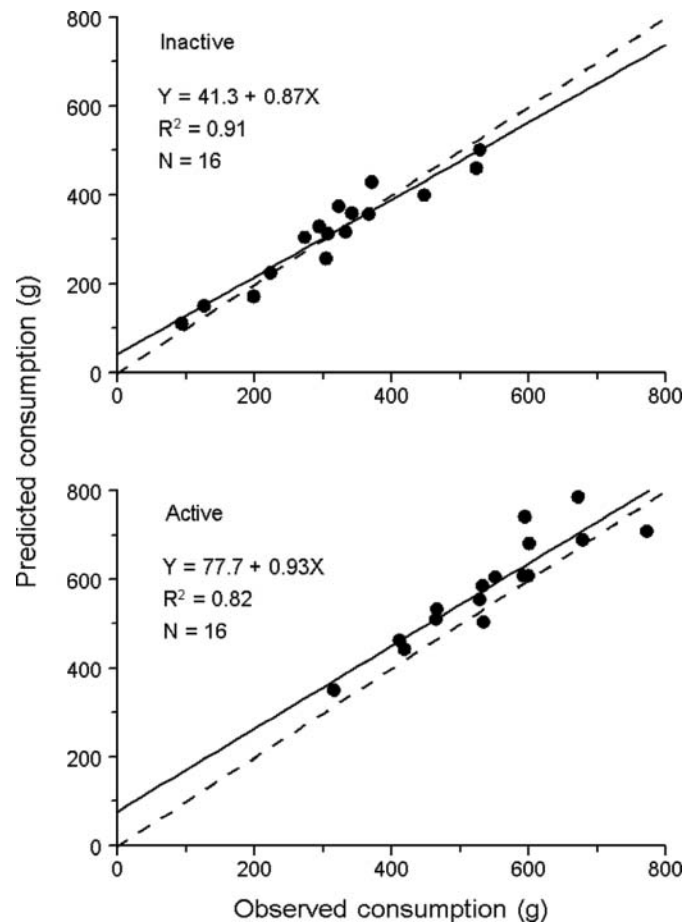 800
Inactive
Y = 41.3 + 0.87X
600
R² = 0.91
N = 16
400
200
0
0 200 400 600 800
Predicted consumption (g)
800
Active
Y = 77.7 + 0.93X
600
R² = 0.82
N = 16
400
200
0
0 200 400 600 800
Observed consumption (g)